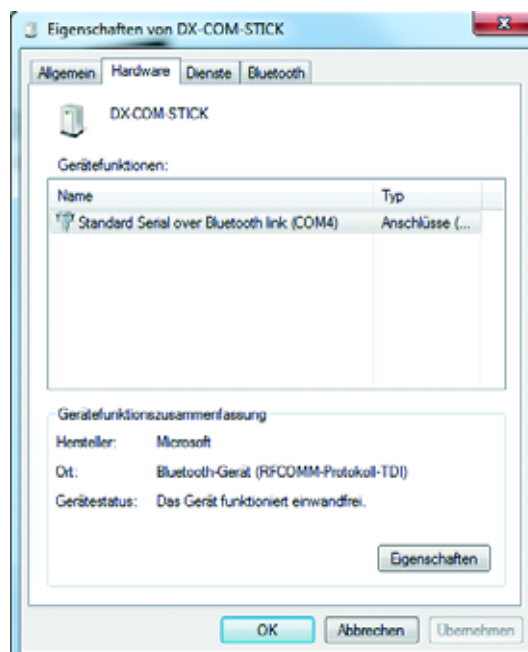 Eigenschaften von DX-COM-STICK
Allgemein Hardware Dienste Bluetooth
DX-COM-STICK
Gerätefunktionen:
Name Typ
Standard Serial over Bluetooth link (COM4) Anschlüsse (...
Gerätefunktionszusammenfassung
Hersteller: Microsoft
Ort: Bluetooth-Gerät (RFCOMM-Protokoll-TDI)
Gerätestatus: Das Gerät funktioniert einwandfrei.
Eigenschaften
OK Abbrechen Übernehmen